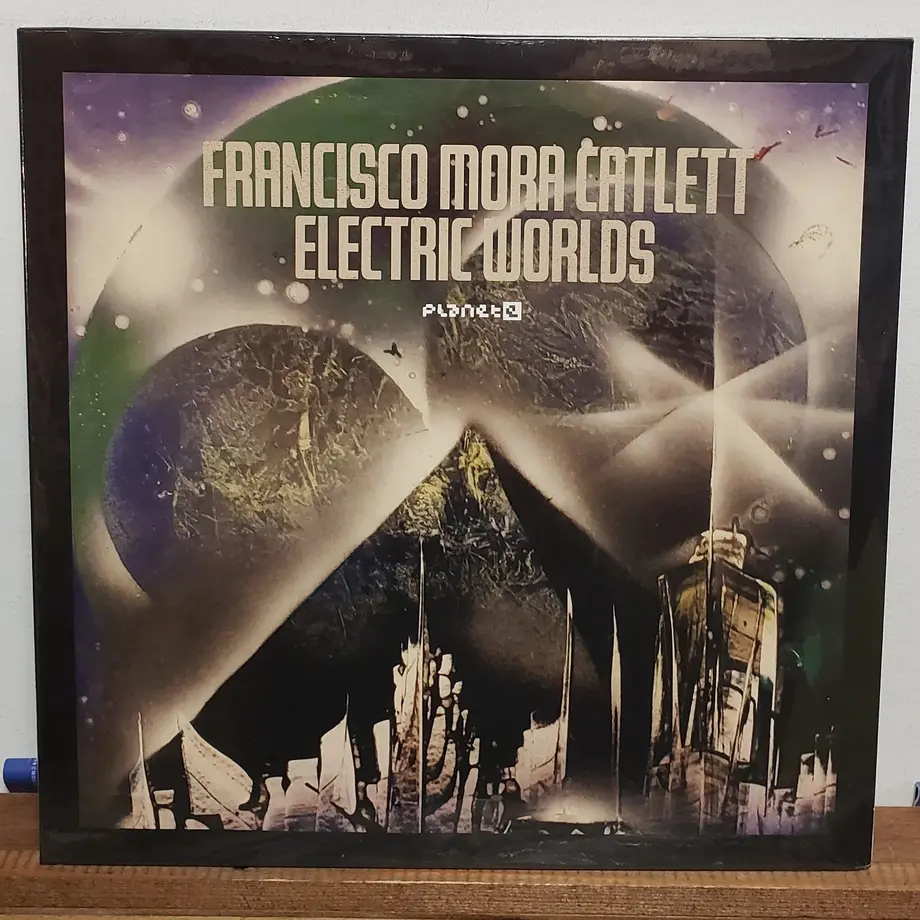 FRANCISCO MORA CATLETT
ELECTRIC WORLDS
planet e